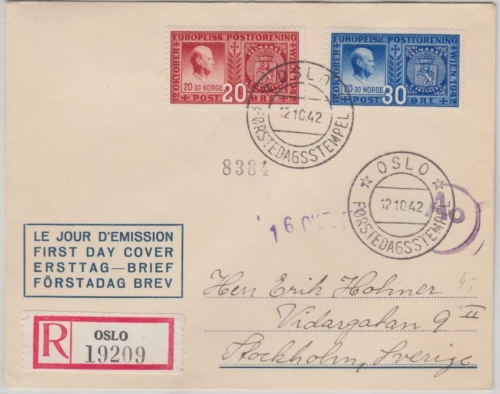 EUROPEISK POSTFORENING
12 OKTOBER
WIEN 1942
20-30 NORGE
POST 20 ØRE
EUROPEISK POSTFORENING
12 OKTOBER
WIEN 1942
20-30 NORGE
POST 30 ØRE
OSLO
12 10 42
FØRSTEDAGSSTEMPEL
8384
OSLO
12 10 42
FØRSTEDAGSSTEMPEL
LE JOUR D'EMISSION
FIRST DAY COVER
ERSTTAG—BRIEF
FÖRSTADAG BREV
R OSLO
19209
Herr Erik Holmer
Vidargatan 9 II
Stockholm, Sverige